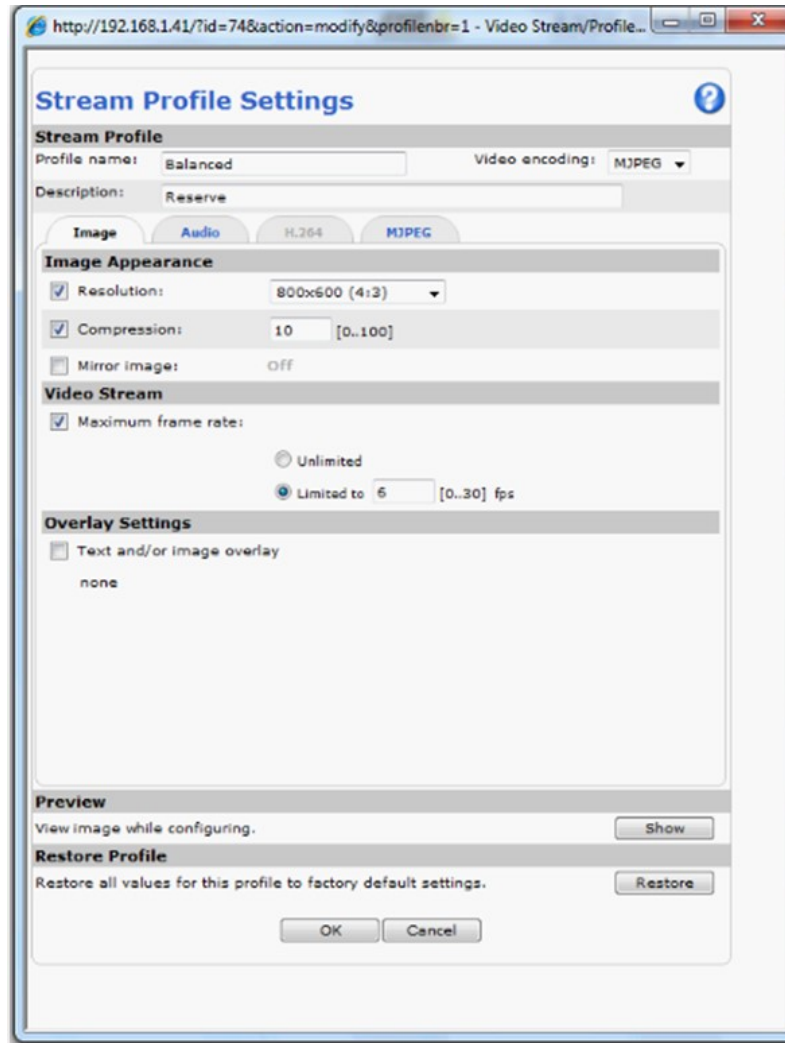 http://192.168.1.41/?id=74&action=modify&profilenbr=1 - Video Stream/Profile...
Stream Profile Settings
Stream Profile
Profile name: Balanced Video encoding: MJPEG
Description: Reserve
Image Audio H.264 MJPEG
Image Appearance
Resolution: 800x600 (4:3)
Compression: 10 [0..100]
Mirror image: Off
Video Stream
Maximum frame rate:
Unlimited
Limited to 6 [0..30] fps
Overlay Settings
Text and/or image overlay
none
Preview
View image while configuring. Show
Restore Profile
Restore all values for this profile to factory default settings. Restore
OK Cancel